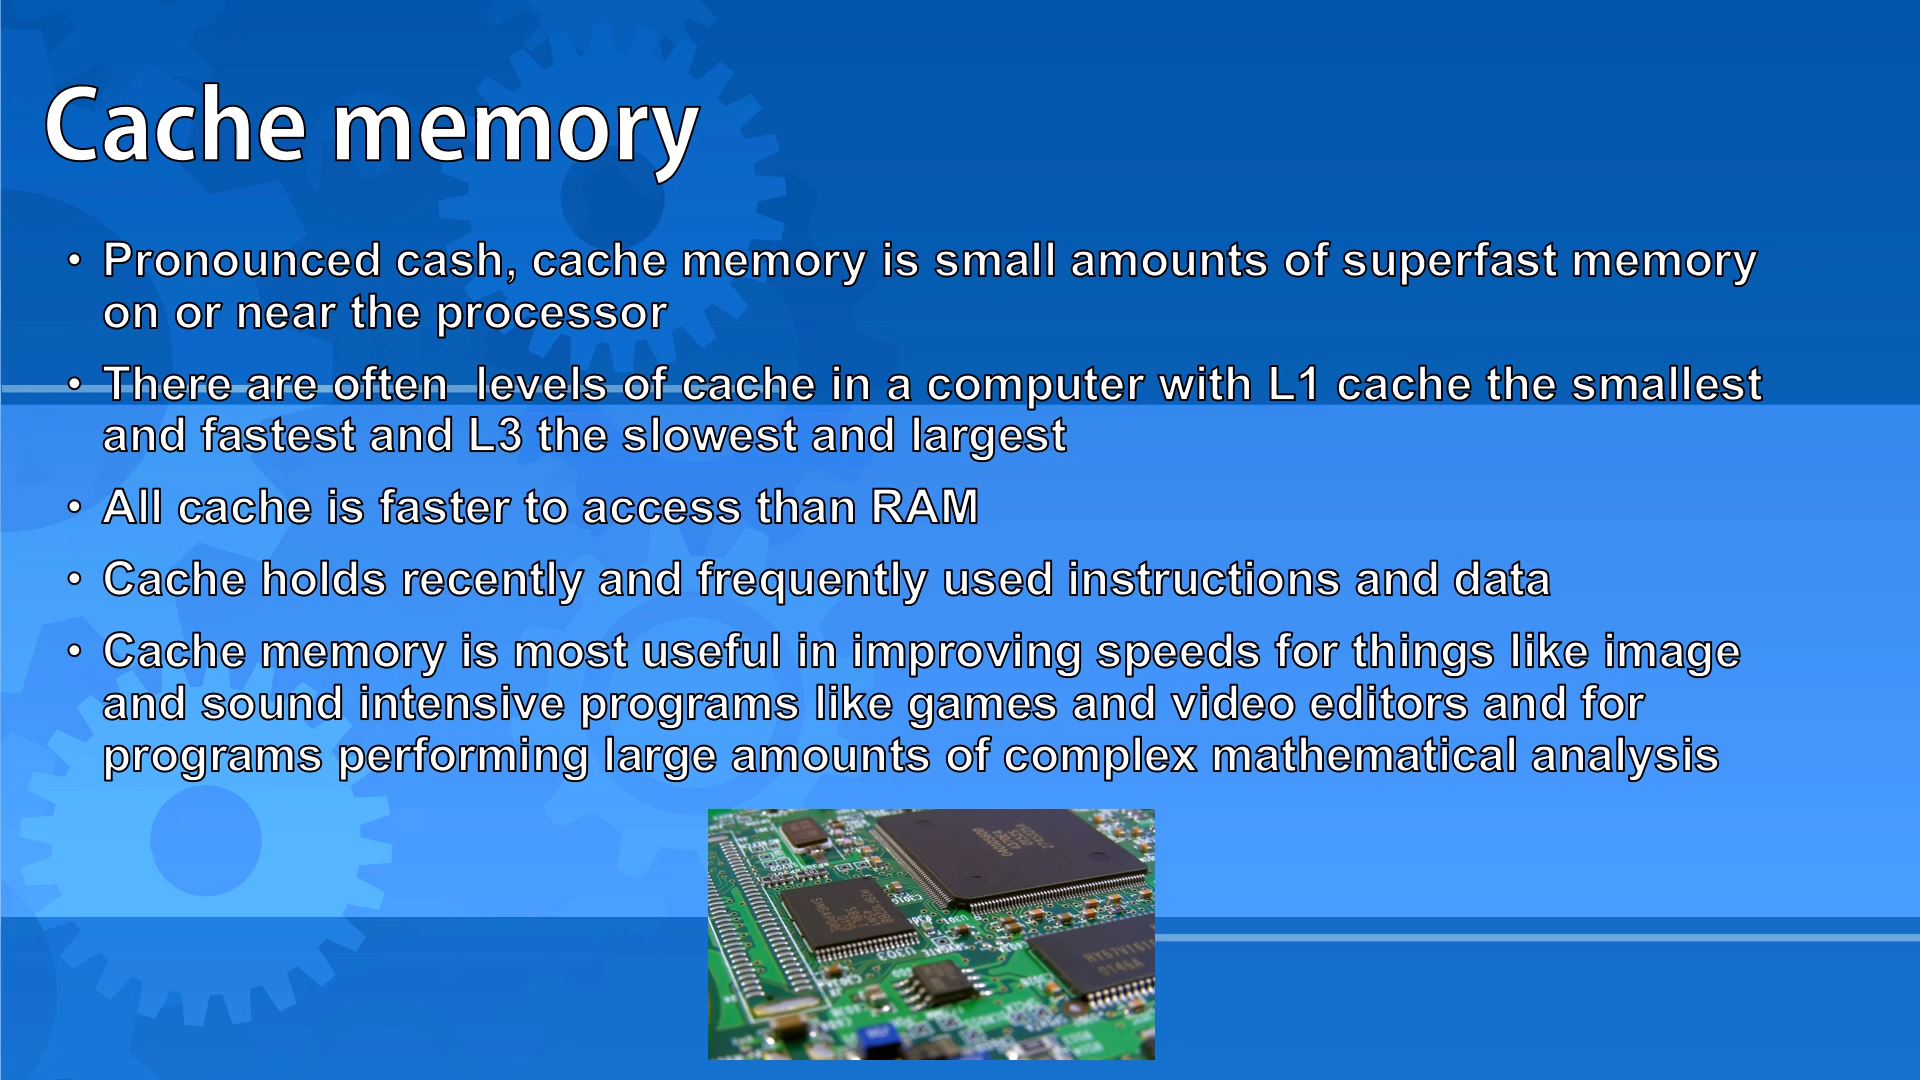 Cache memory
• Pronounced cash, cache memory is small amounts of superfast memory
on or near the processor
• There are often  levels of cache in a computer with L1 cache the smallest
and fastest and L3 the slowest and largest
• All cache is faster to access than RAM
• Cache holds recently and frequently used instructions and data
• Cache memory is most useful in improving speeds for things like image
and sound intensive programs like games and video editors and for
programs performing large amounts of complex mathematical analysis
U303